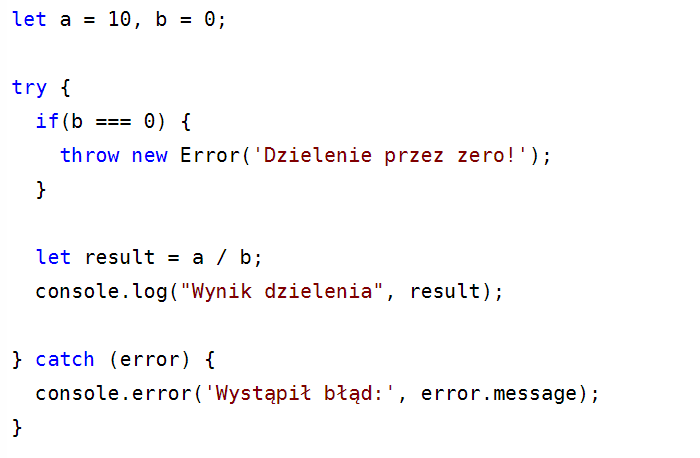 let a = 10, b = 0;
try {
if(b === 0) {
throw new Error('Dzielenie przez zero!');
}
let result = a / b;
console.log("Wynik dzielenia", result);
} catch (error) {
console.error('Wystąpił błąd:', error.message);
}